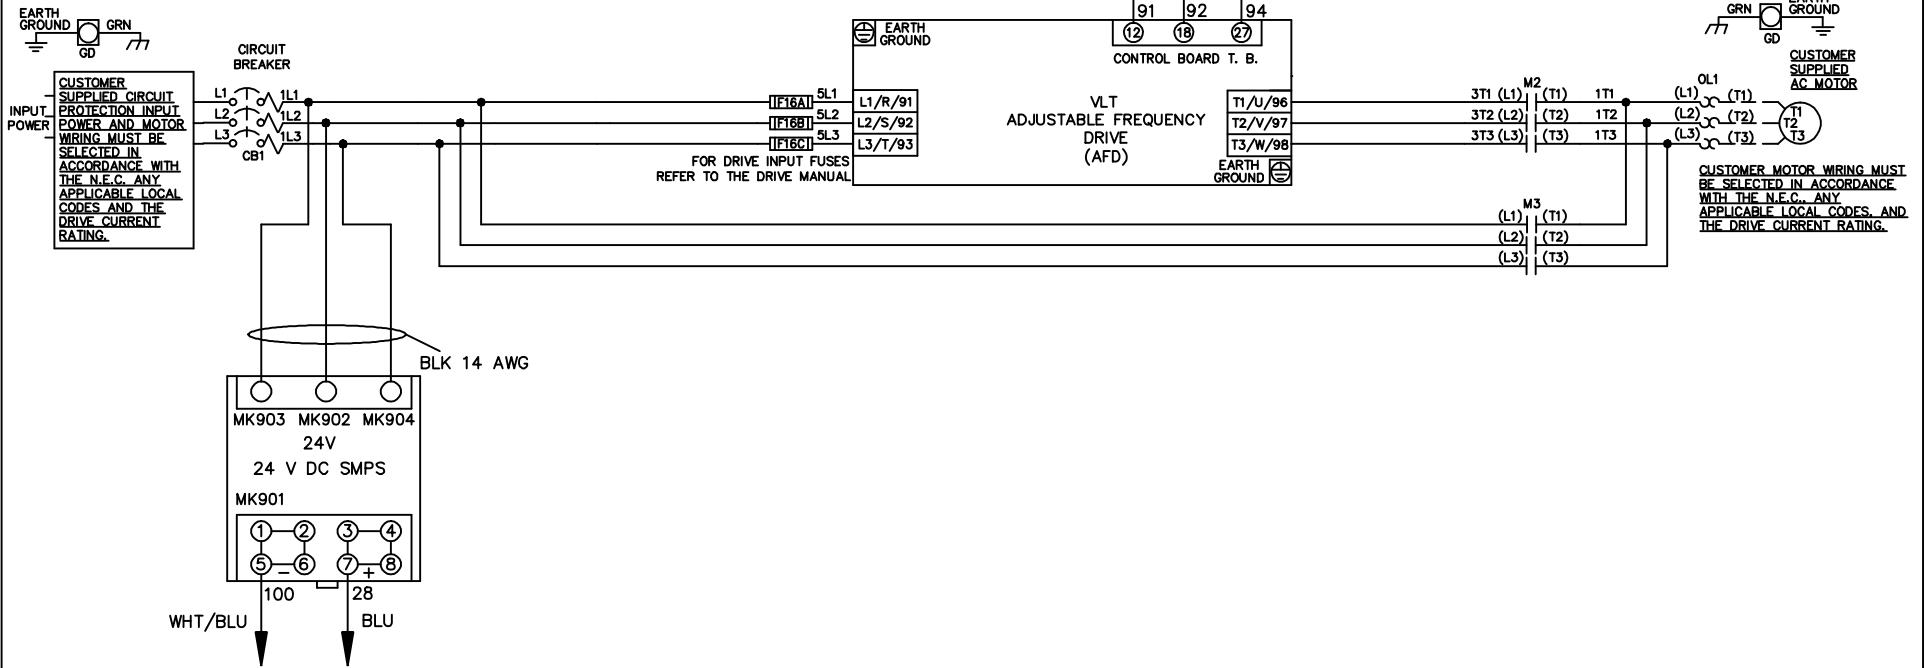 EARTH
GROUND
GRN
GD
CIRCUIT
BREAKER
INPUT
POWER
CUSTOMER
SUPPLIED CIRCUIT
PROTECTION INPUT
POWER AND MOTOR
WIRING MUST BE
SELECTED IN
ACCORDANCE WITH
THE N.E.C. ANY
APPLICABLE LOCAL
CODES AND THE
DRIVE CURRENT
RATING.
L1
L2
L3
CB1
1L1
1L2
1L3
F16A
F16B
F16C
5L1
5L2
5L3
FOR DRIVE INPUT FUSES
REFER TO THE DRIVE MANUAL
EARTH
GROUND
L1/R/91
L2/S/92
L3/T/93
91 92 94
12 18 27
CONTROL BOARD T. B.
VLT
ADJUSTABLE FREQUENCY
DRIVE
(AFD)
T1/U/96
T2/V/97
T3/W/98
EARTH
GROUND
M2
3T1 (L1) (T1) 1T1
3T2 (L2) (T2) 1T2
3T3 (L3) (T3) 1T3
M3
(L1) (T1)
(L2) (T2)
(L3) (T3)
GRN
EARTH
GROUND
GD
CUSTOMER
SUPPLIED
AC MOTOR
OL1
(L1) (T1)
(L2) (T2)
(L3) (T3)
T1
T2
T3
CUSTOMER MOTOR WIRING MUST
BE SELECTED IN ACCORDANCE
WITH THE N.E.C., ANY
APPLICABLE LOCAL CODES, AND
THE DRIVE CURRENT RATING.
BLK 14 AWG
MK903 MK902 MK904
24V
24 V DC SMPS
MK901
1 2 3 4
5 6 7 8
− +
100 28
WHT/BLU BLU